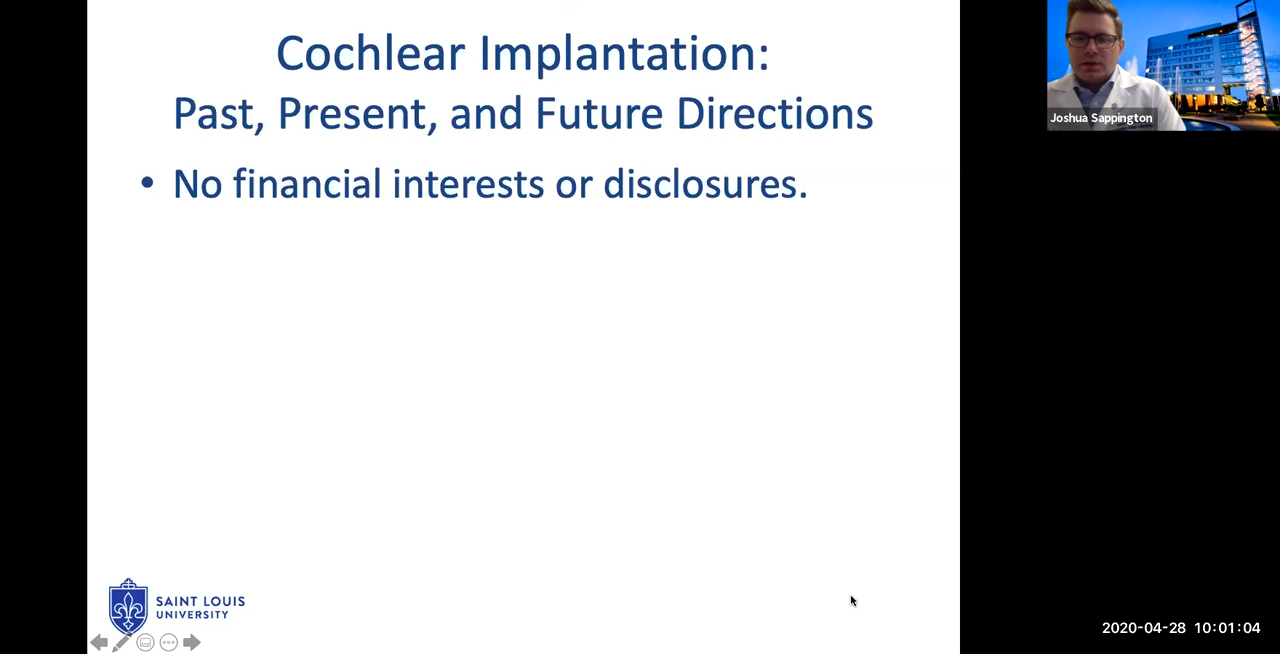 Cochlear Implantation:
Past, Present, and Future Directions
• No financial interests or disclosures.
Joshua Sappington
SAINT LOUIS
UNIVERSITY
2020-04-28 10:01:04